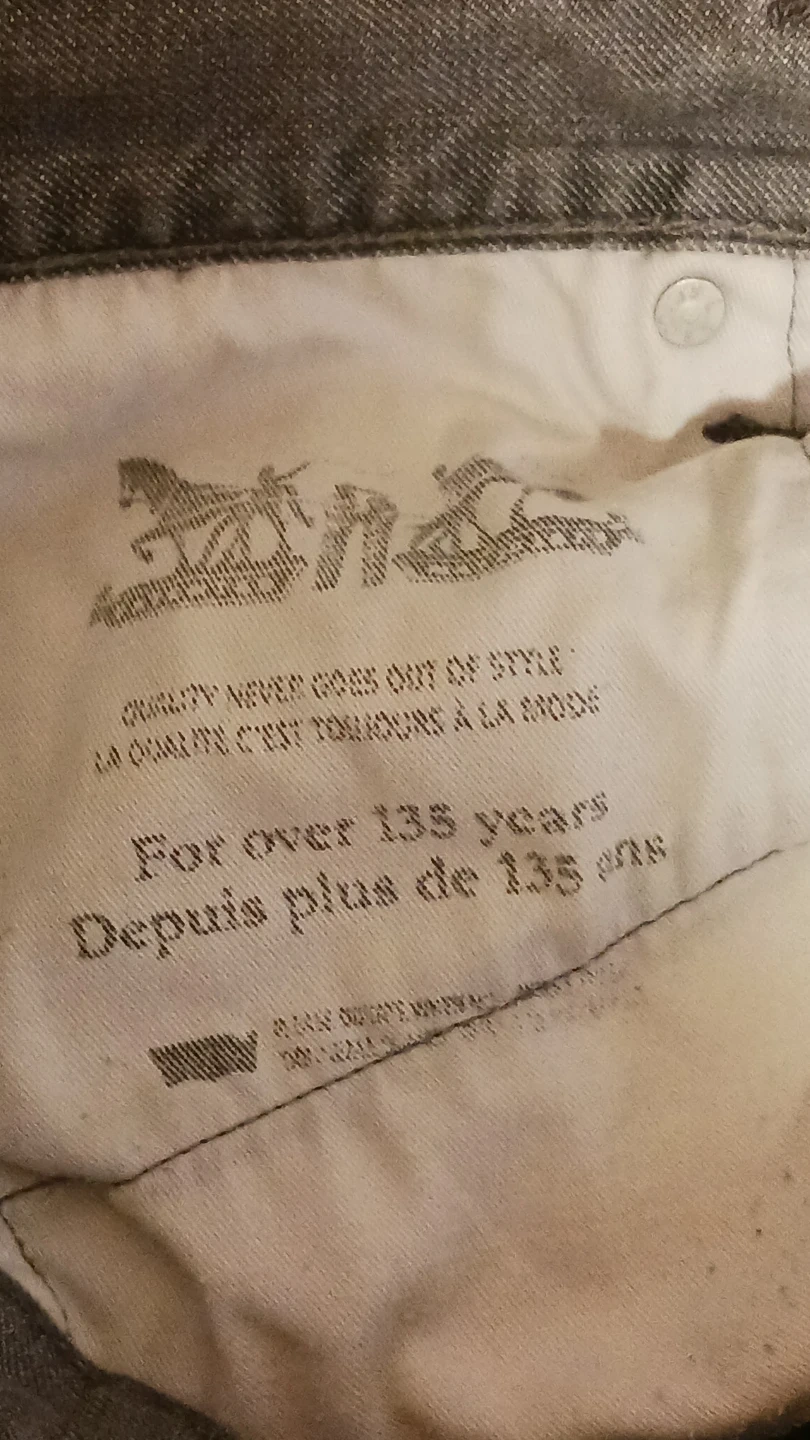 QUALITY NEVER GOES OUT OF STYLE
LA QUALITÉ C'EST TOUJOURS À LA MODE
For over 135 years
Depuis plus de 135 ans